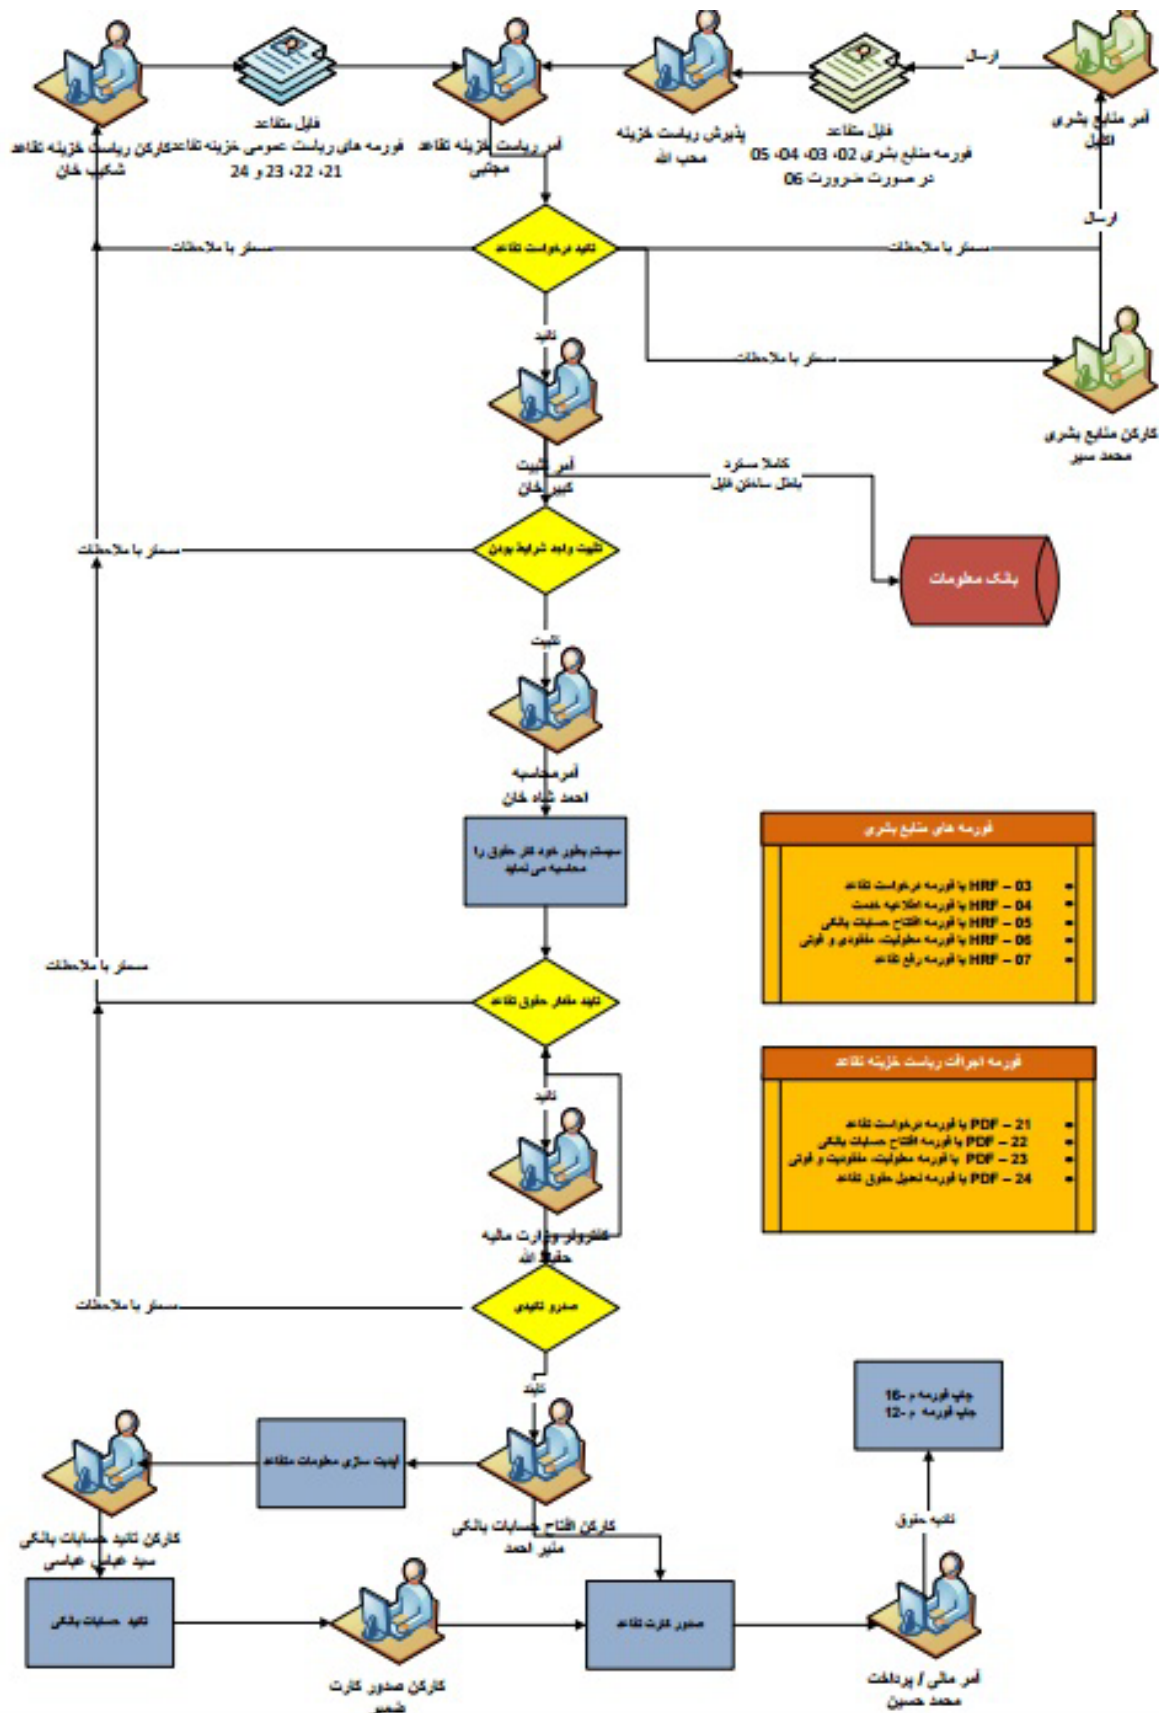 ارسال
آمر منابع بشری
اکلیل
فایل متقاعد
فورمه منابع بشری 02، 03، 04، 05
در صورت ضرورت 06
پذیرش ریاست خزینه
محب الله
آمر ریاست خزینه تقاعد
مجتبی
فایل متقاعد
فورمه های ریاست عمومی خزینه تقاعد
21، 22، 23 و 24
کارکن ریاست خزینه تقاعد
شکیب خان
ارسال
مسترد با ملاحظات
تائید درخواست تقاعد
مسترد با ملاحظات
مسترد با ملاحظات
کارکن منابع بشری
محمد سیر
تائید
آمر تثبیت
کبیر خان
کاملا مسترد
باطل ساختن فایل
بانک معلومات
تثبیت واجد شرایط بودن
مسترد با ملاحظات
تثبیت
آمر محاسبه
احمد شاه خان
سیستم بطور خود کار حقوق را
محاسبه می نماید
فورمه های منابع بشری
HRF – 03 یا فورمه درخواست تقاعد
HRF – 04 یا فورمه اطلاعیه خدمت
HRF – 05 یا فورمه افتتاح حسابات بانکی
HRF – 06 یا فورمه معلولیت، مفقودی و فوتی
HRF – 07 یا فورمه رفع تقاعد
مسترد با ملاحظات
تایید مقدار حقوق تقاعد
فورمه اجراآت ریاست خزینه تقاعد
PDF – 21 یا فورمه درخواست تقاعد
PDF – 22 یا فورمه افتتاح حسابات بانکی
PDF – 23 یا فورمه معلولیت، مفقودیت و فوتی
PDF – 24 یا فورمه تعدیل حقوق تقاعد
تائید
کنترولر وزارت مالیه
حفیظ الله
صدرو تائیدی
مسترد با ملاحظات
تایند
چاپ فورمه م -16
چاپ فورمه م -12
آپدیت سازی معلومات متقاعد
کارکن افتتاح حسابات بانکی
منیر احمد
کارکن تائید حسابات بانکی
سید عباس عباسی
تادیه حقوق
تائید حسابات بانکی
صدور کارت تقاعد
کارکن صدور کارت
ضمیر
آمر مالی / پرداخت
محمد حسین